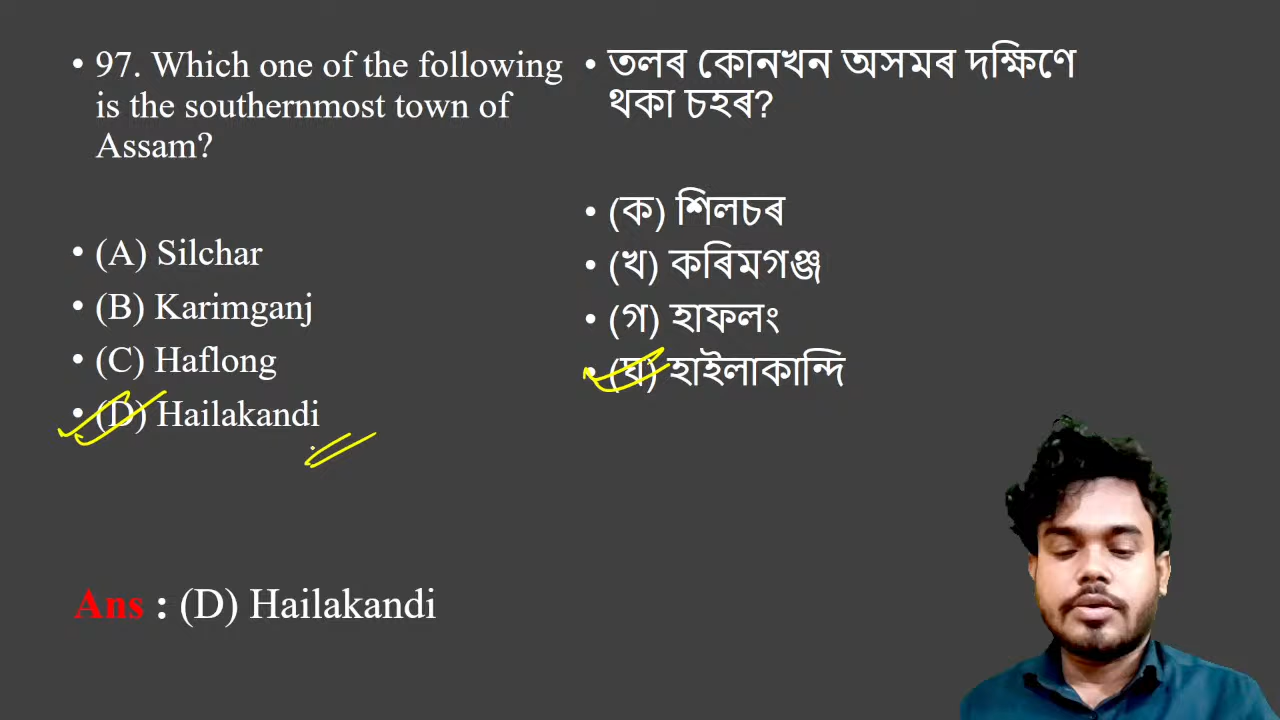 97. Which one of the following
is the southernmost town of
Assam?
(A) Silchar
(B) Karimganj
(C) Haflong
(D) Hailakandi
তলৰ কোনখন অসমৰ দক্ষিণে
থকা চহৰ?
(ক) শিলচৰ
(খ) কৰিমগঞ্জ
(গ) হাফলং
(ঘ) হাইলাকান্দি
Ans : (D) Hailakandi